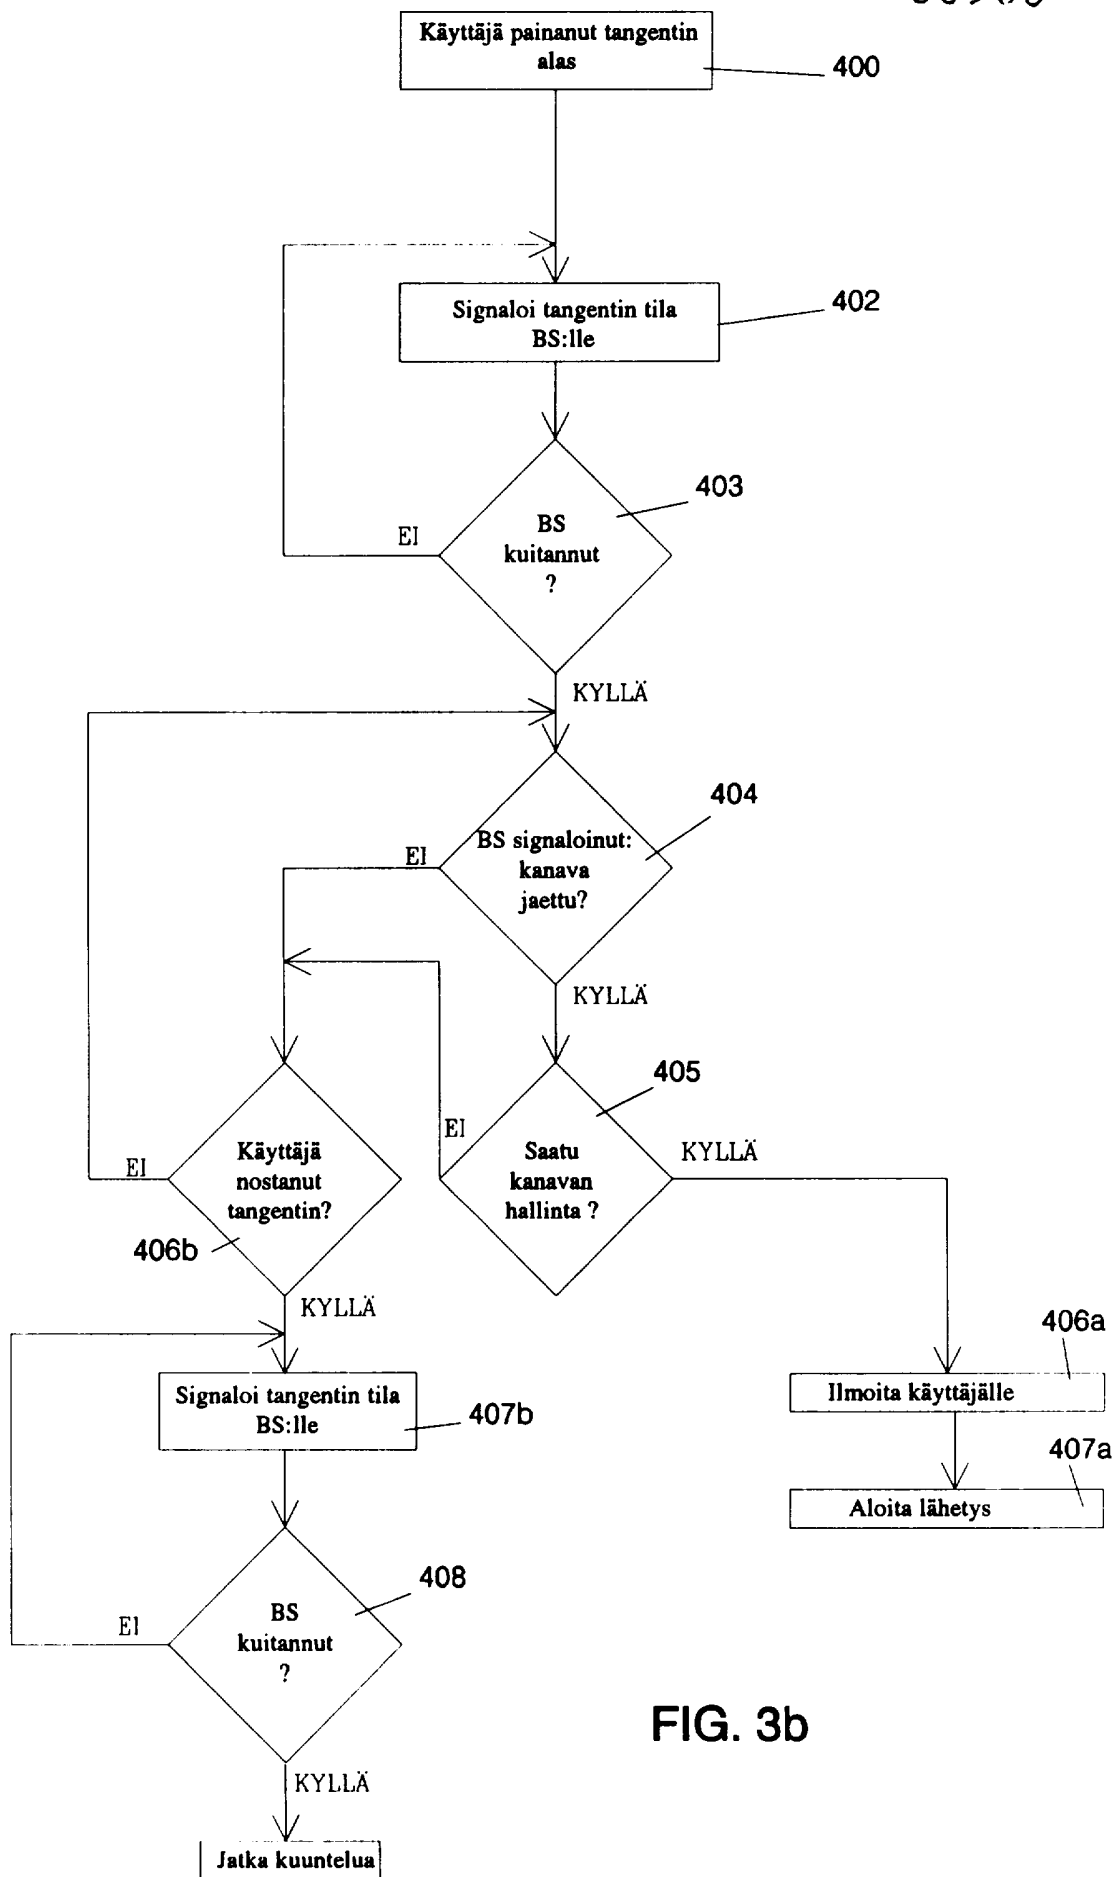 Käyttäjä painanut tangentin
alas
400
Signaloi tangentin tila
BS:lle
402
403
BS
kuitannut
?
EI
KYLLÄ
404
BS signaloinut:
kanava
jaettu?
EI
KYLLÄ
405
Saatu
kanavan
hallinta ?
EI
KYLLÄ
Käyttäjä
nostanut
tangentin?
EI
406b
KYLLÄ
406a
Ilmoita käyttäjälle
Signaloi tangentin tila
BS:lle
407b
407a
Aloita lähetys
408
BS
kuitannut
?
EI
FIG. 3b
KYLLÄ
Jatka kuuntelua